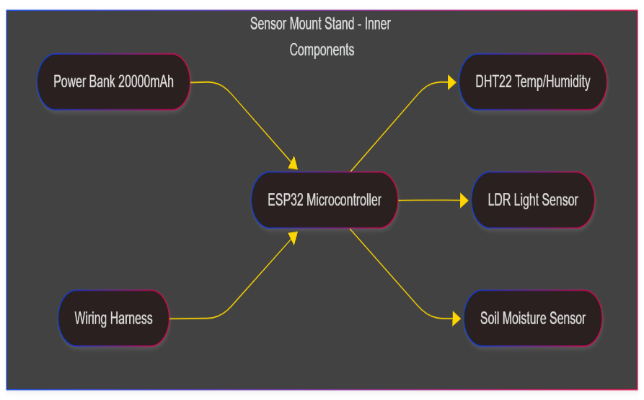 Sensor Mount Stand - Inner
Components
Power Bank 20000mAh
DHT22 Temp/Humidity
ESP32 Microcontroller
LDR Light Sensor
Wiring Harness
Soil Moisture Sensor